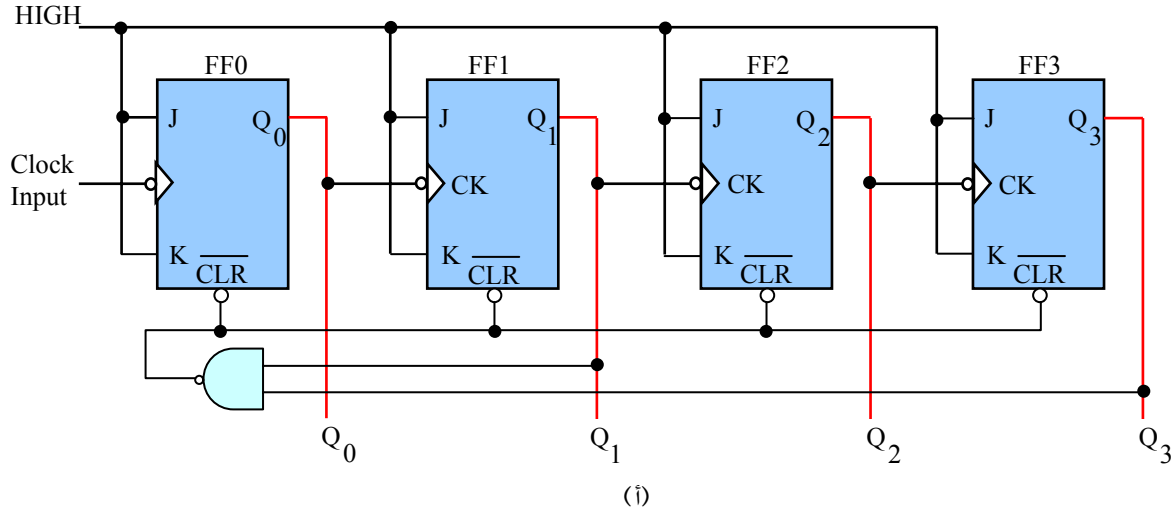 HIGH
FF0 FF1 FF2 FF3
J Q0 J Q1 J Q2 J Q3
Clock
Input
CK CK CK
K CLR K CLR K CLR K CLR
Q0 Q1 Q2 Q3
(أ)